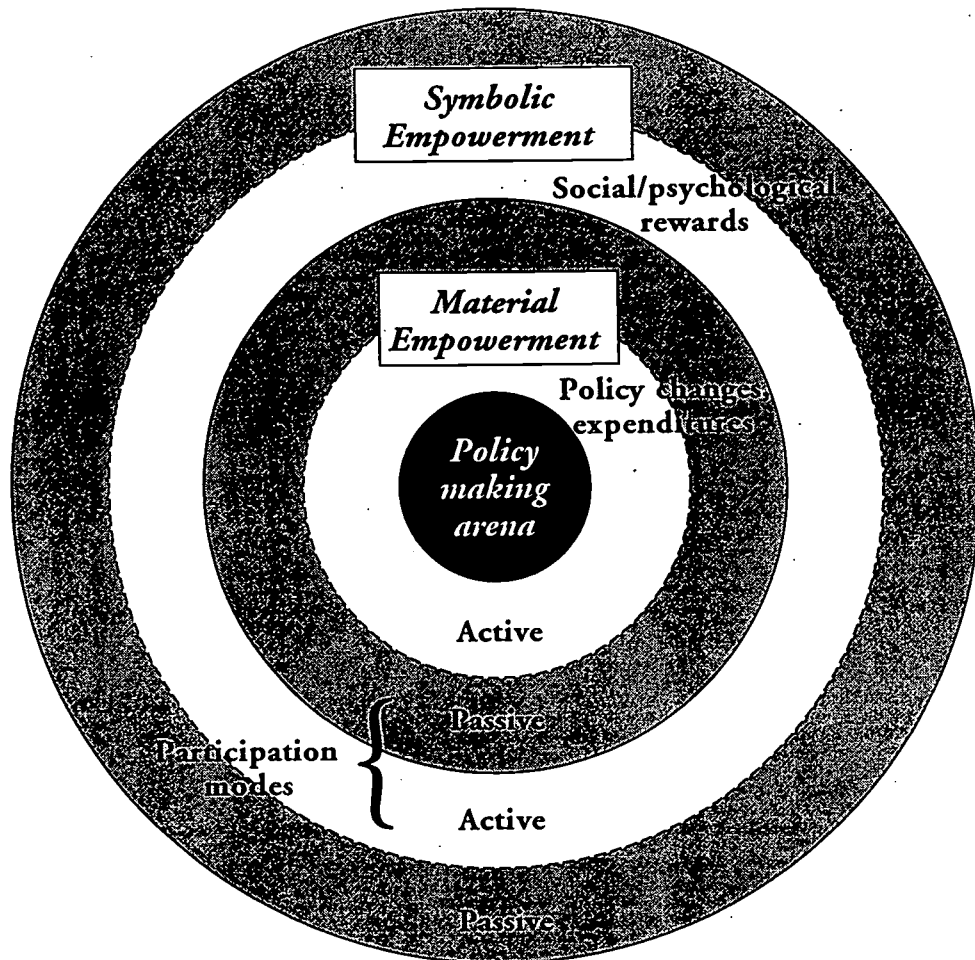 Symbolic
Empowerment
Social/psychological
rewards
Material
Empowerment
Policy changes
expenditures
Policy
making
arena
Active
Passive
Participation
modes
Active
Passive